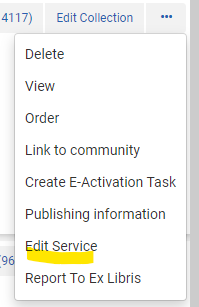 4117) Edit Collection •••
Delete
View
Order
Link to community
Create E-Activation Task
Publishing information
Edit Service
(96
Report To Ex Libris